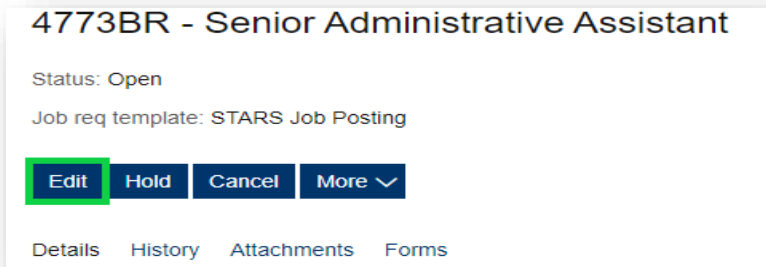 4773BR - Senior Administrative Assistant
Status: Open
Job req template: STARS Job Posting
Edit Hold Cancel More
Details History Attachments Forms